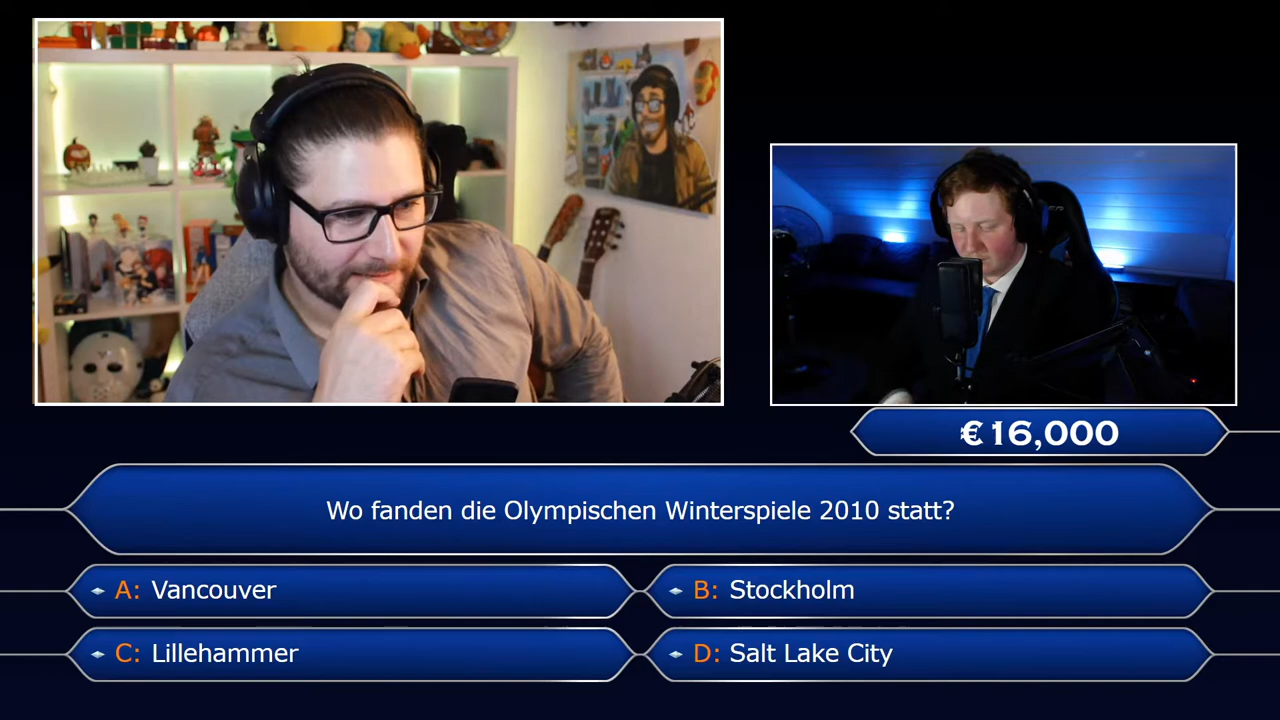 € 16,000
Wo fanden die Olympischen Winterspiele 2010 statt?
A: Vancouver
B: Stockholm
C: Lillehammer
D: Salt Lake City